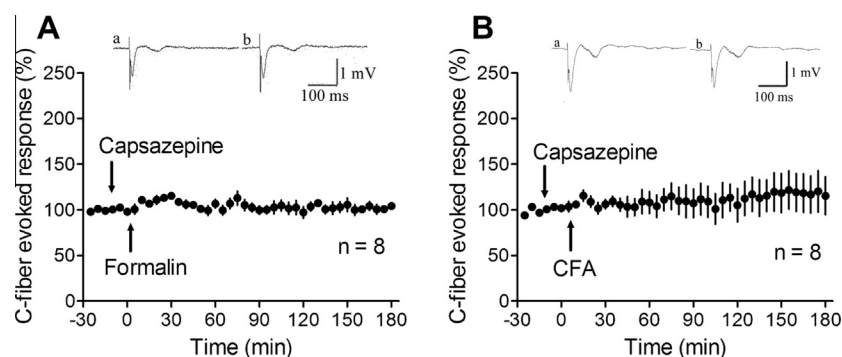 A
a
b
1 mV
100 ms
C-fiber evoked response (%)
250
200
150
100
50
0
Capsazepine
Formalin
n = 8
-30 0 30 60 90 120 150 180
Time (min)
B
a
b
1 mV
100 ms
C-fiber evoked response (%)
250
200
150
100
50
0
Capsazepine
CFA
n = 8
-30 0 30 60 90 120 150 180
Time (min)